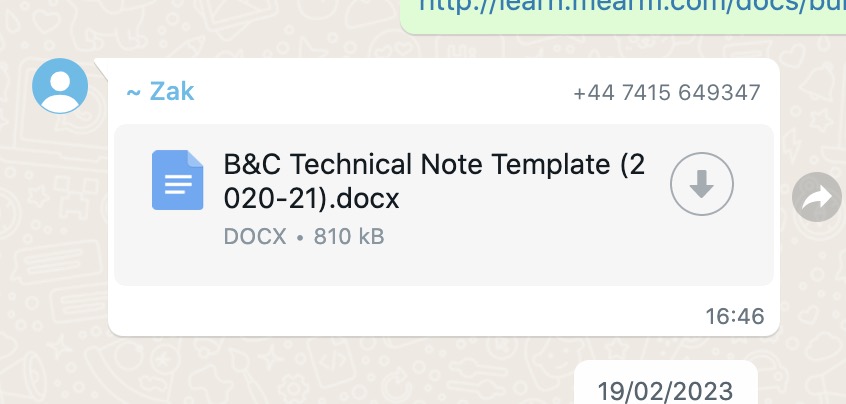 ~ Zak
+44 7415 649347
B&C Technical Note Template (2
020-21).docx
DOCX • 810 kB
16:46
19/02/2023